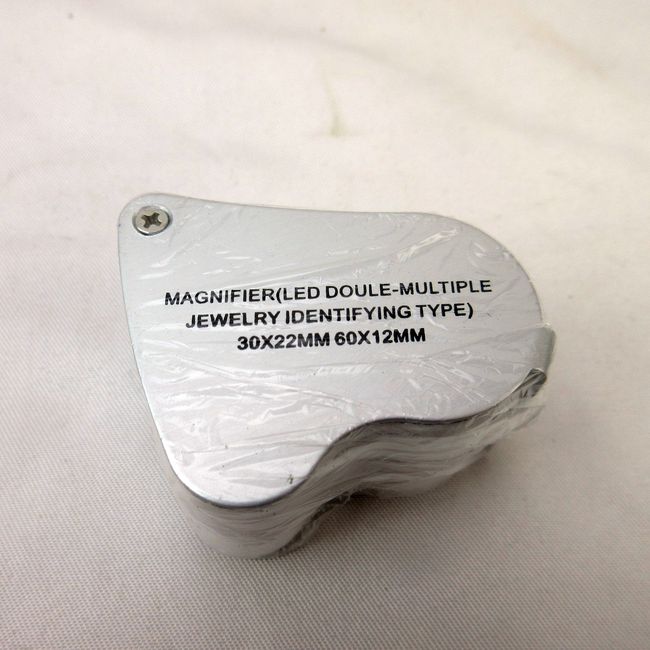 MAGNIFIER(LED DOULE-MULTIPLE
JEWELRY IDENTIFYING TYPE)
30X22MM 60X12MM